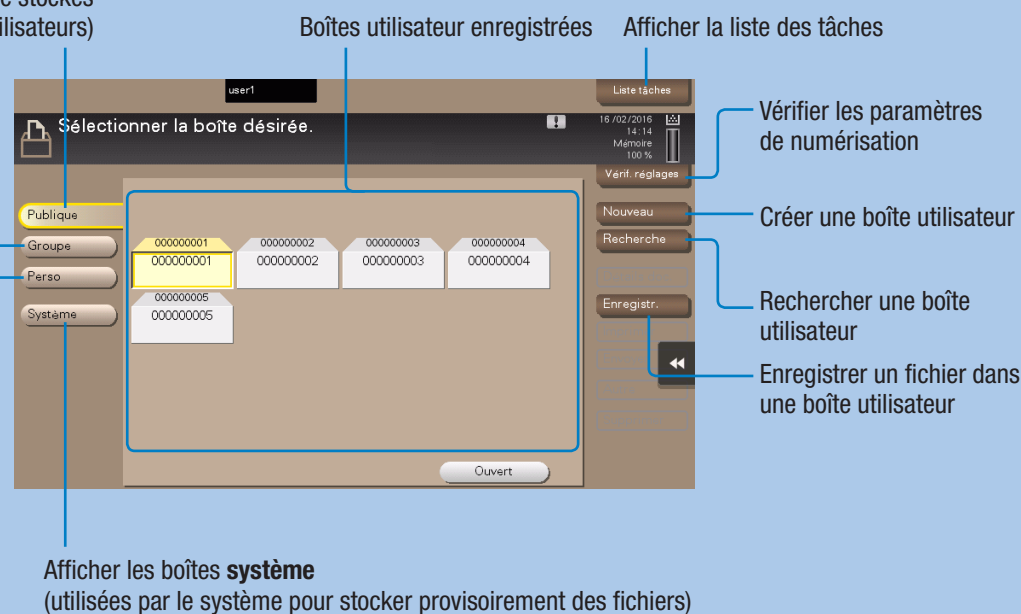 stockés
ilisateurs)
Boîtes utilisateur enregistrées
Afficher la liste des tâches
user1
Liste tâches
Sélectionner la boîte désirée.
16 /02/2016
14:14
Mémoire
100 %
Vérifier les paramètres
de numérisation
Vérif. réglages
Publique
Groupe
Perso
Système
000000001
000000002
000000003
000000004
000000001
000000002
000000003
000000004
000000005
000000005
Nouveau
Créer une boîte utilisateur
Recherche
Rechercher une boîte
utilisateur
Enregistr.
Enregistrer un fichier dans
une boîte utilisateur
Ouvert
Afficher les boîtes système
(utilisées par le système pour stocker provisoirement des fichiers)